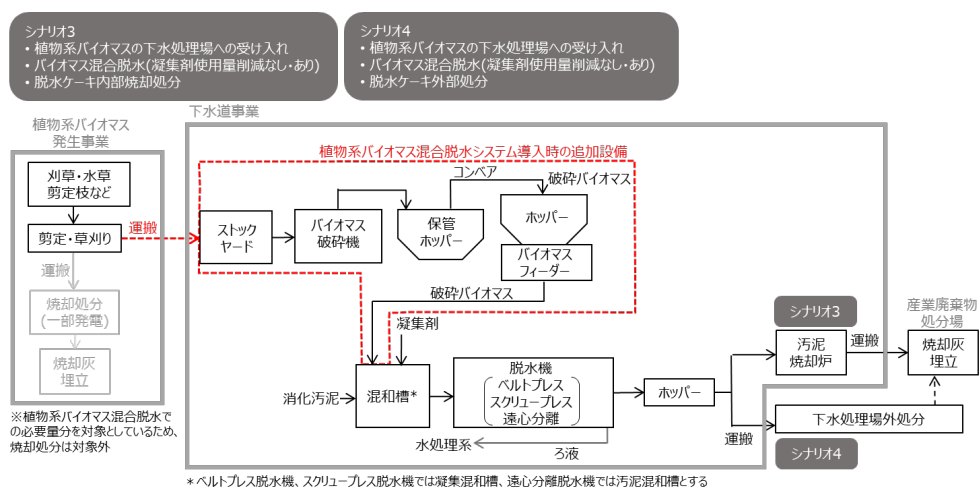 シナリオ3
• 植物系バイオマスの下水処理場への受け入れ
• バイオマス混合脱水(凝集剤使用量削減なし・あり)
• 脱水ケーキ内部焼却処分
シナリオ4
• 植物系バイオマスの下水処理場への受け入れ
• バイオマス混合脱水(凝集剤使用量削減なし・あり)
• 脱水ケーキ外部処分
植物系バイオマス
発生事業
下水道事業
刈草・水草
剪定枝など
剪定・草刈り
運搬
運搬
焼却処分
(一部発電)
焼却灰
埋立
※植物系バイオマス混合脱水で
の必要量分を対象としているため、
焼却処分は対象外
植物系バイオマス混合脱水システム導入時の追加設備
ストック
ヤード
バイオマス
破砕機
保管
ホッパー
コンベア
破砕バイオマス
ホッパー
バイオマス
フィーダー
破砕バイオマス
凝集剤
消化汚泥
混和槽*
脱水機
ベルトプレス
スクリュープレス
遠心分離
水処理系
ろ液
ホッパー
シナリオ3
汚泥
焼却炉
運搬
産業廃棄物
処分場
焼却灰
埋立
運搬
下水処理場外処分
シナリオ4
* ベルトプレス脱水機、スクリュープレス脱水機では凝集混和槽、遠心分離脱水機では汚泥混和槽とする